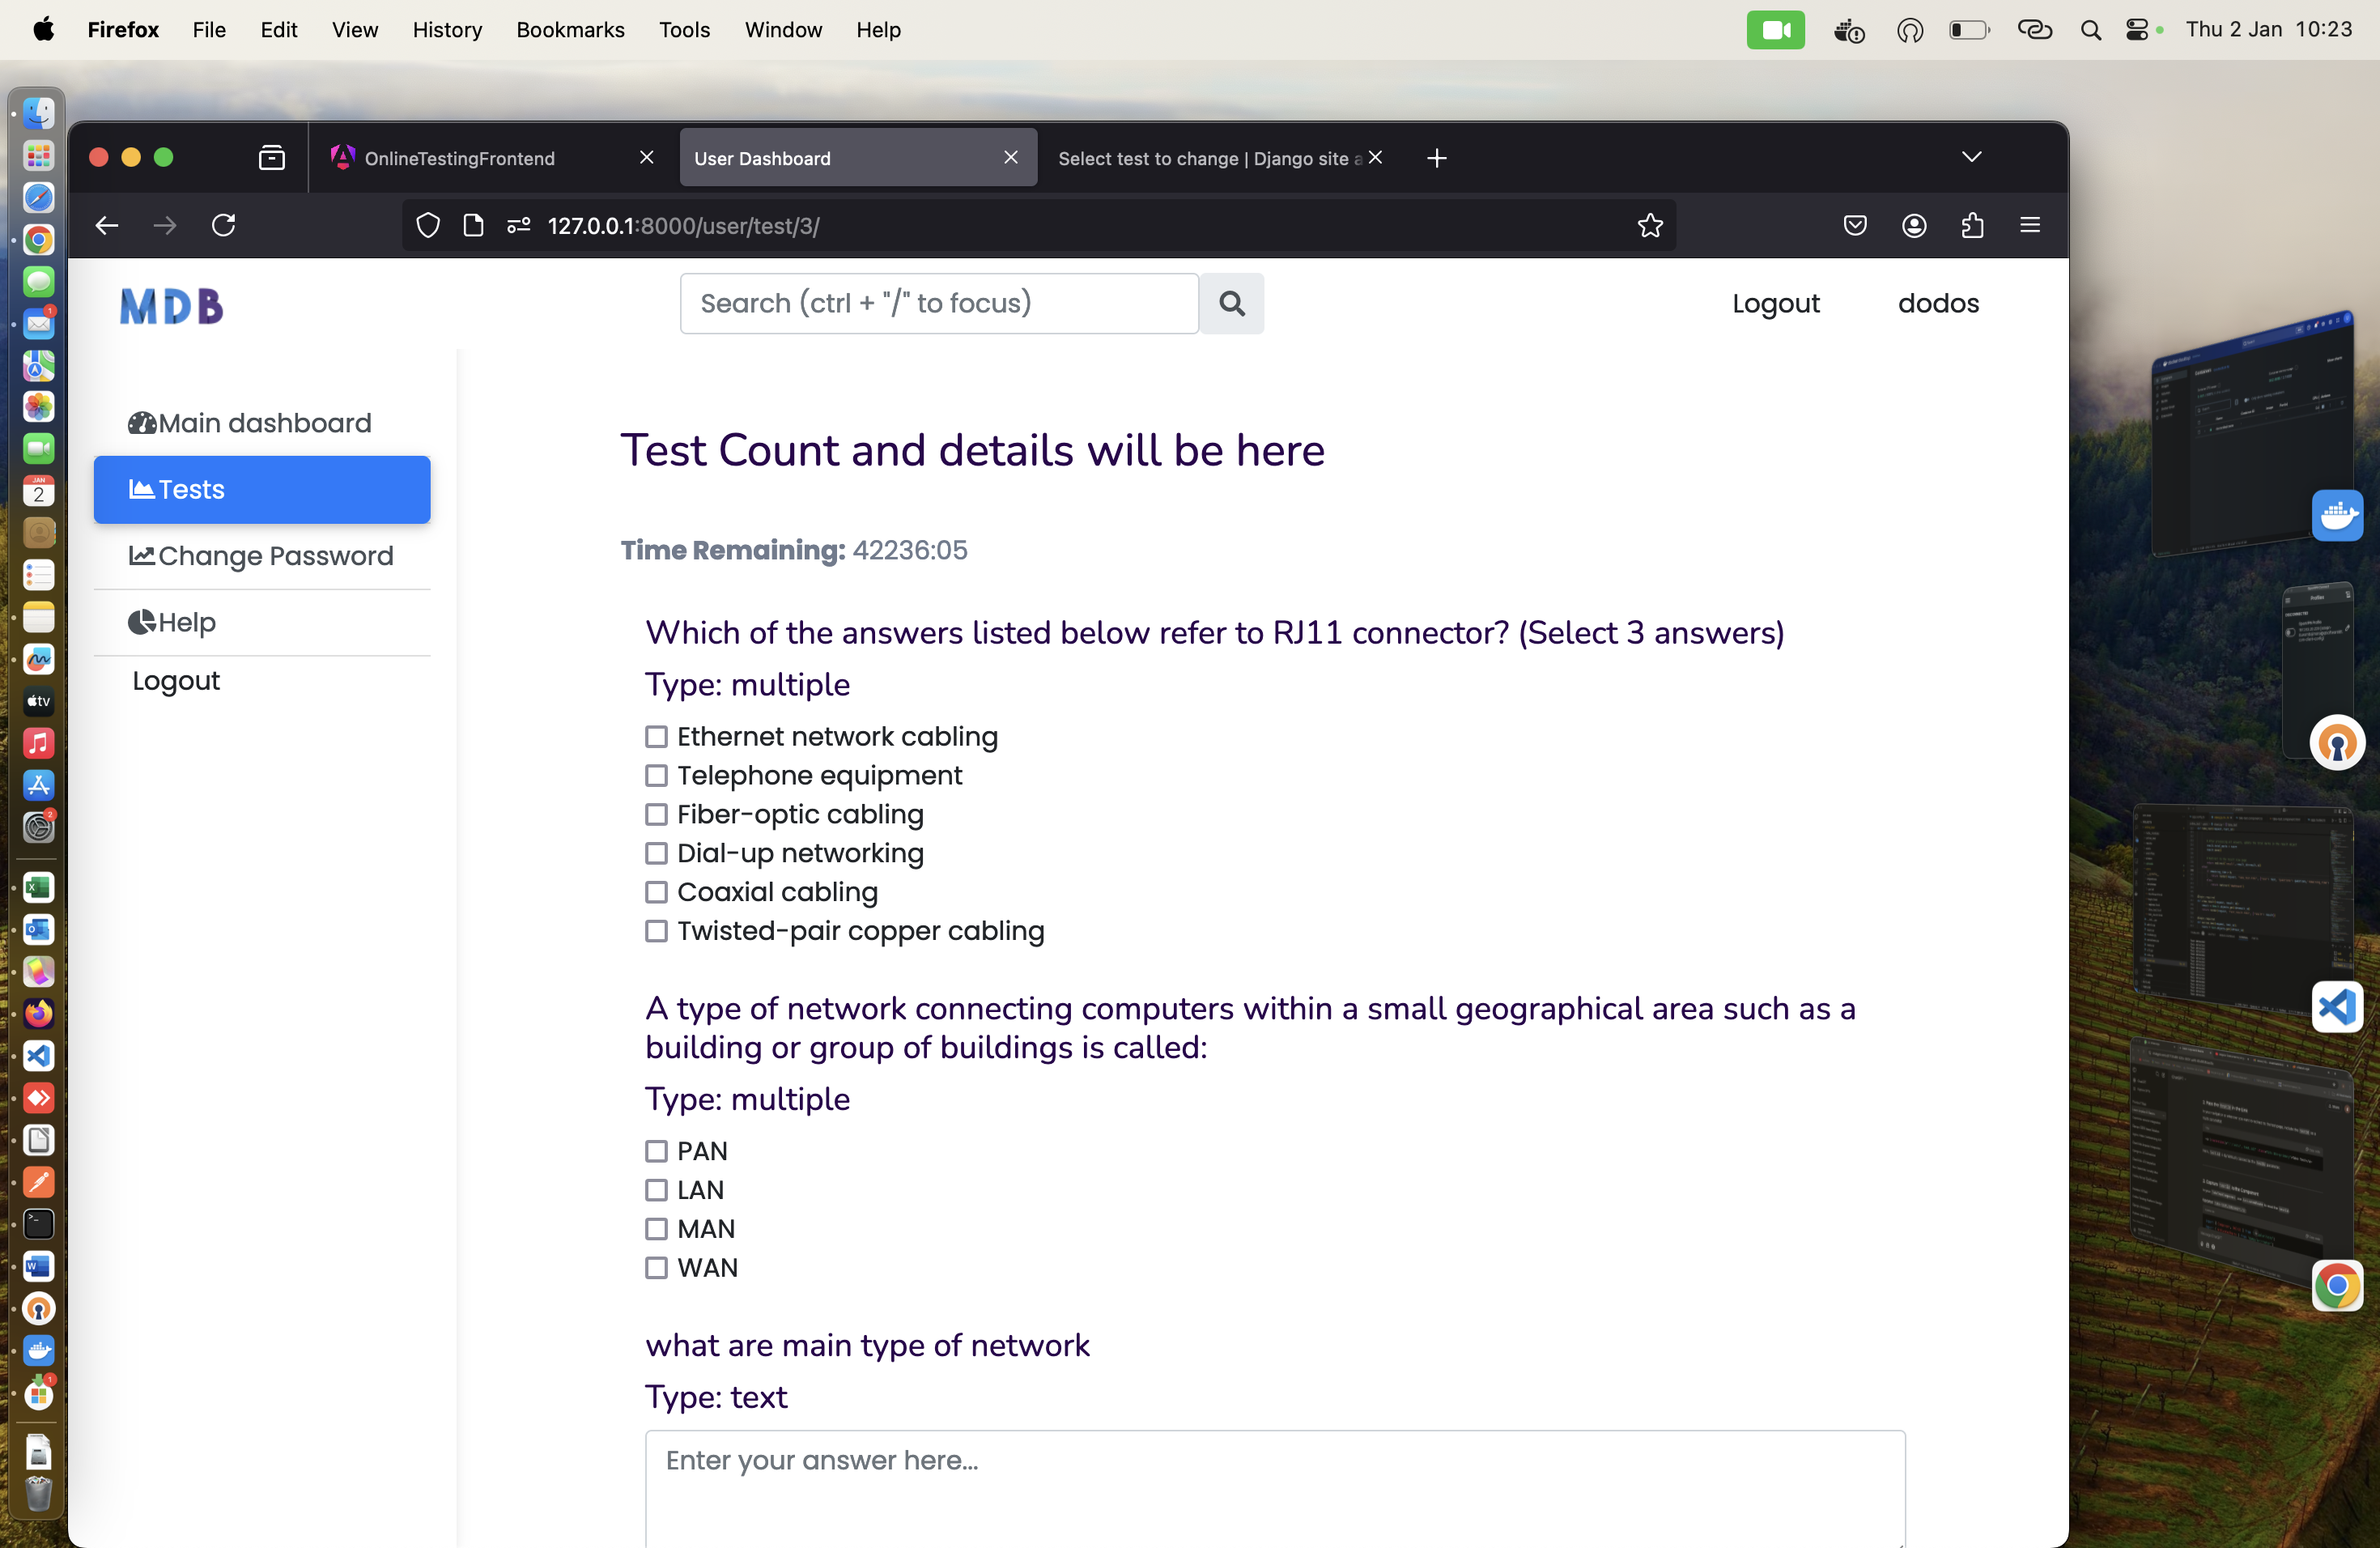 Firefox File Edit View History Bookmarks Tools Window Help
Thu 2 Jan 10:23
OnlineTestingFrontend
User Dashboard
Select test to change | Django site a
127.0.0.1:8000/user/test/3/
MDB
Search (ctrl + "/" to focus)
Logout
dodos
Main dashboard
Tests
Change Password
Help
Logout
Test Count and details will be here
Time Remaining: 42236:05
Which of the answers listed below refer to RJ11 connector? (Select 3 answers)
Type: multiple
Ethernet network cabling
Telephone equipment
Fiber-optic cabling
Dial-up networking
Coaxial cabling
Twisted-pair copper cabling
A type of network connecting computers within a small geographical area such as a
building or group of buildings is called:
Type: multiple
PAN
LAN
MAN
WAN
what are main type of network
Type: text
Enter your answer here...
1
JAN
2
tv
2
1